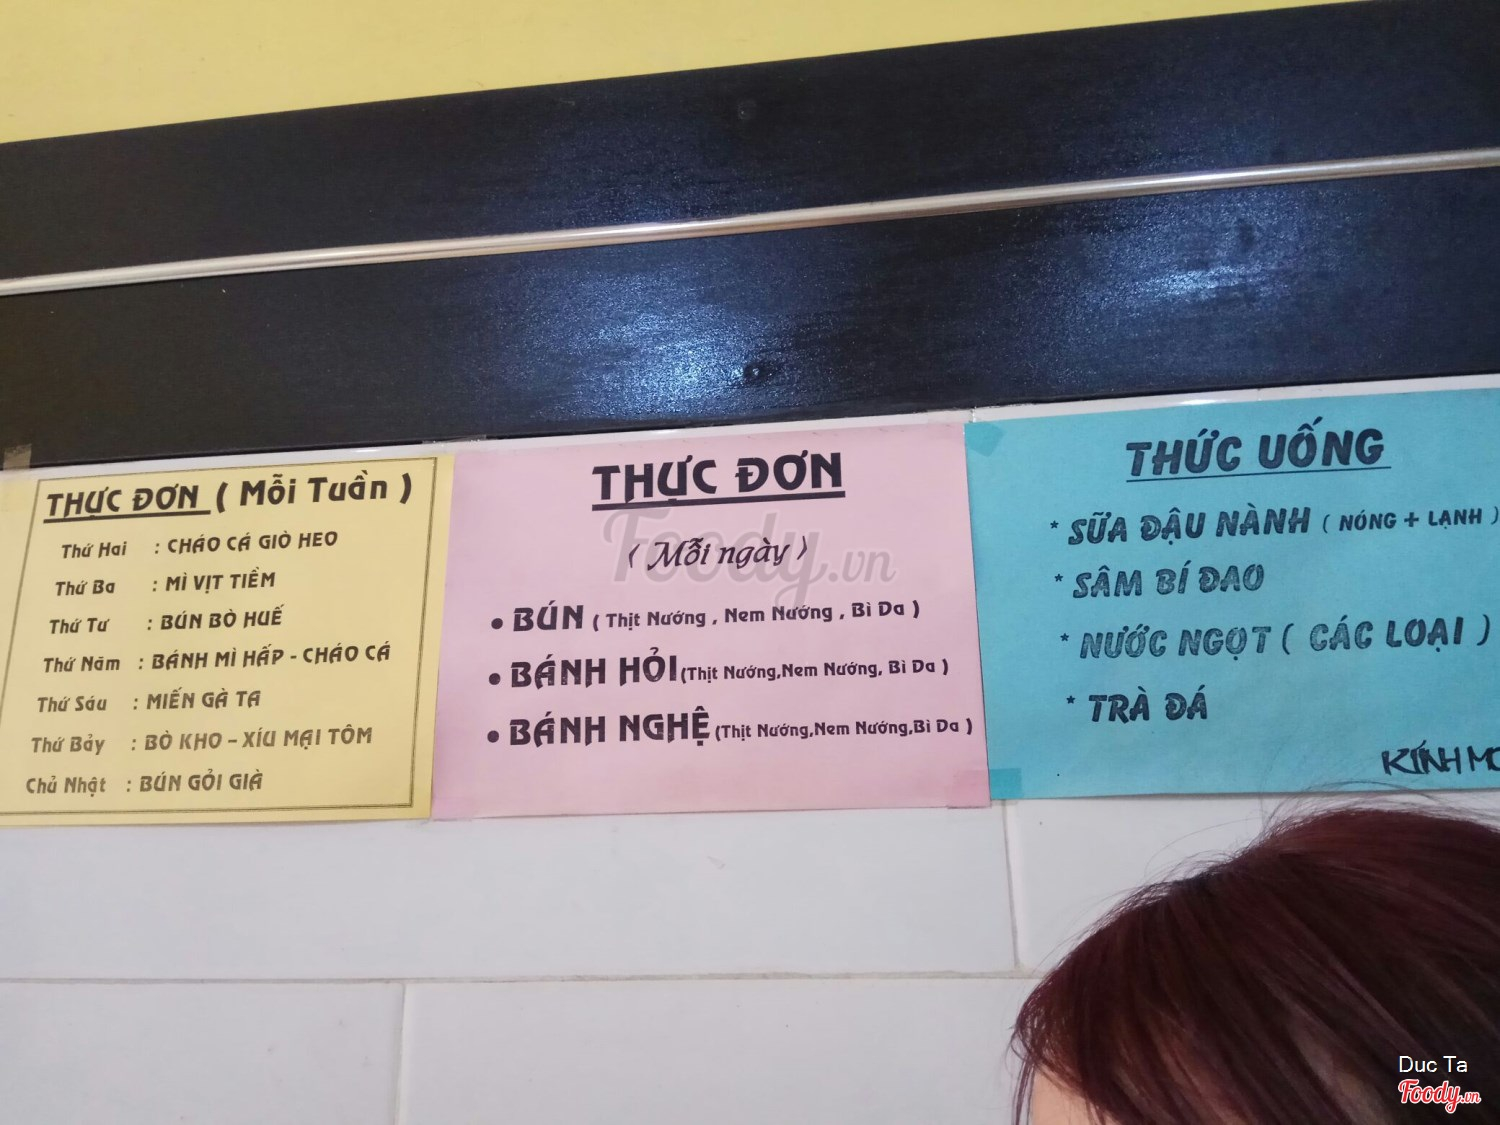 THỰC ĐƠN ( Mỗi Tuần )
Thứ Hai : CHÁO CÁ GIÒ HEO
Thứ Ba : MÌ VỊT TIỀM
Thứ Tư : BÚN BÒ HUẾ
Thứ Năm : BÁNH MÌ HẤP - CHÁO CÁ
Thứ Sáu : MIẾN GÀ TA
Thứ Bảy : BÒ KHO – XÍU MẠI TÔM
Chủ Nhật : BÚN GỎI GIÀ
THỰC ĐƠN
( Mỗi ngày )
• BÚN ( Thịt Nướng , Nem Nướng , Bì Da )
• BÁNH HỎI (Thịt Nướng,Nem Nướng, Bì Da )
• BÁNH NGHỆ (Thịt Nướng,Nem Nướng,Bì Da )
THỨC UỐNG
* SỮA ĐẬU NÀNH ( NÓNG + LẠNH )
* SÂM BÍ ĐAO
* NƯỚC NGỌT ( CÁC LOẠI )
* TRÀ ĐÁ
KÍNH
Foody.vn
Duc Ta
Foody.vn